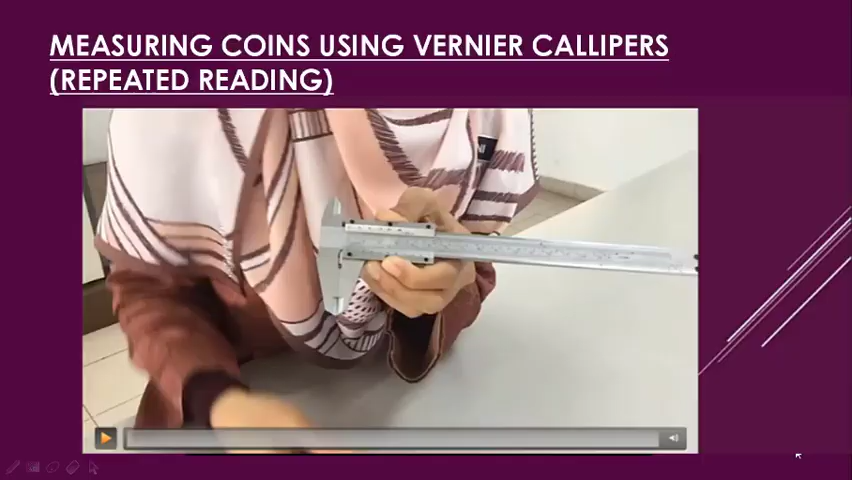 MEASURING COINS USING VERNIER CALLIPERS
(REPEATED READING)